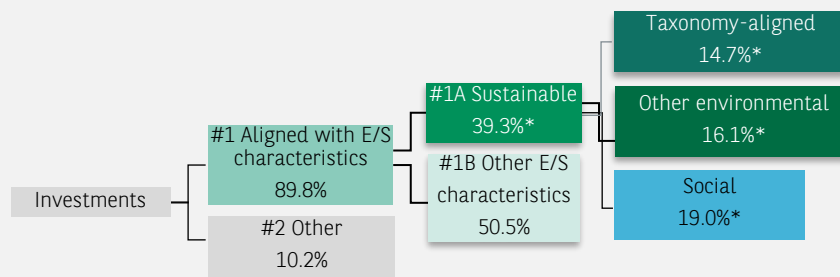 Investments
#1 Aligned with E/S
characteristics
89.8%
#2 Other
10.2%
#1A Sustainable
39.3%*
#1B Other E/S
characteristics
50.5%
Taxonomy-aligned
14.7%*
Other environmental
16.1%*
Social
19.0%*